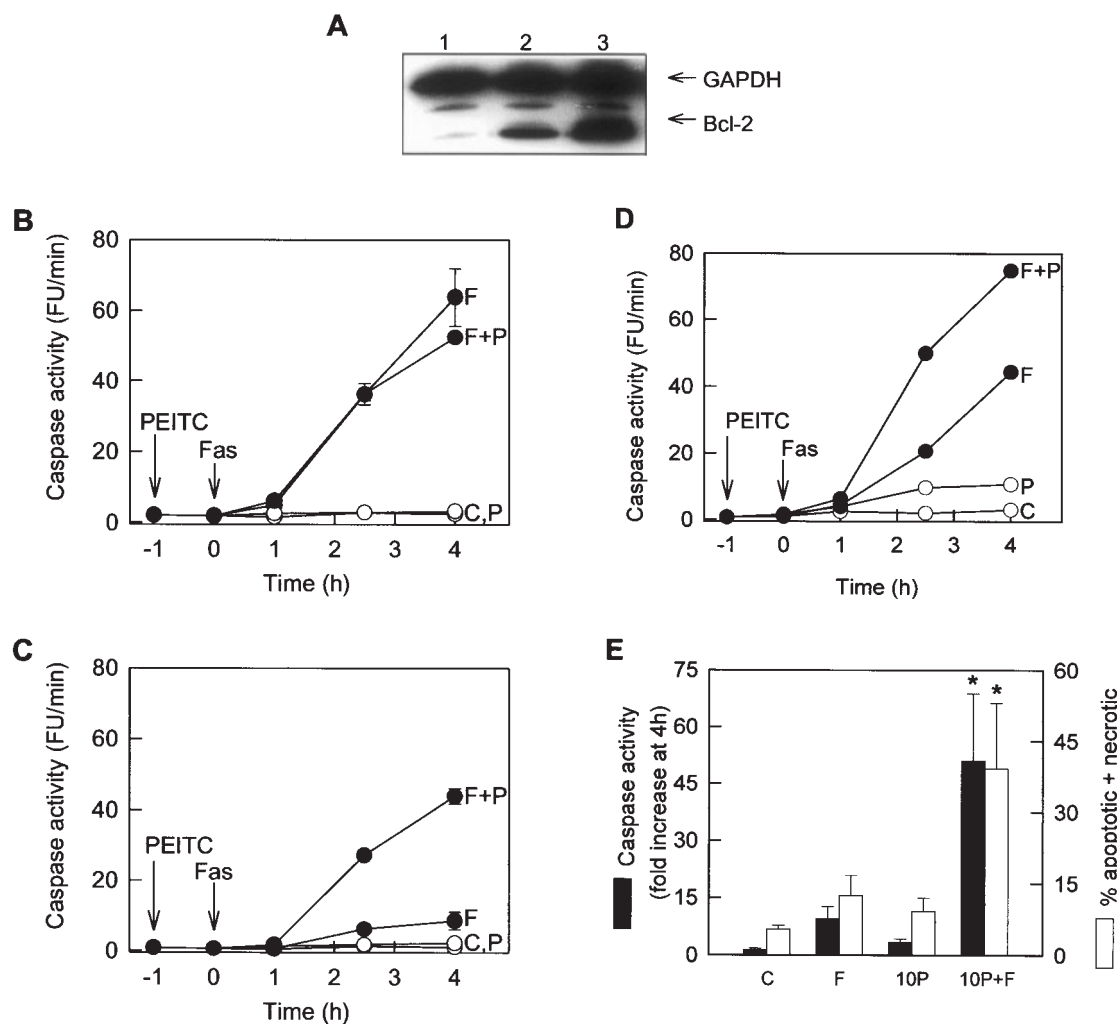 A
1 2 3
GAPDH
Bcl-2
B
Caspase activity (FU/min)
80
60
40
20
0
PEITC
Fas
F
F+P
C,P
-1 0 1 2 3 4
Time (h)
D
Caspase activity (FU/min)
80
60
40
20
0
PEITC
Fas
F+P
F
P
C
-1 0 1 2 3 4
Time (h)
C
Caspase activity (FU/min)
80
60
40
20
0
PEITC
Fas
F+P
F
C,P
-1 0 1 2 3 4
Time (h)
E
Caspase activity
(fold increase at 4h)
75
60
45
30
15
0
* *
60
45
30
15
0
% apoptotic + necrotic
C F 10P 10P+F